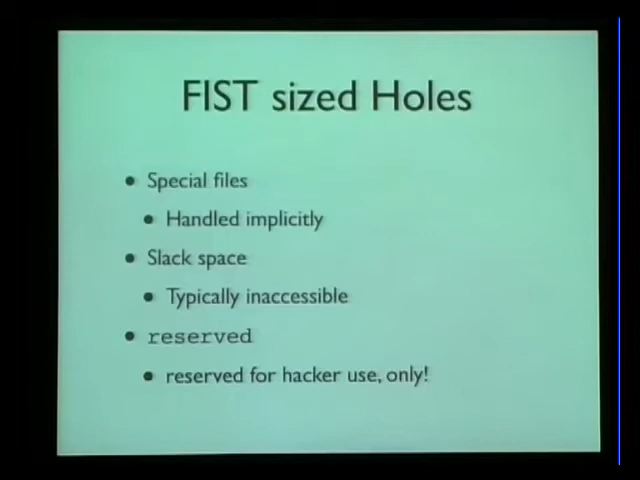 FIST sized Holes
• Special files
• Handled implicitly
• Slack space
• Typically inaccessible
• reserved
• reserved for hacker use, only!